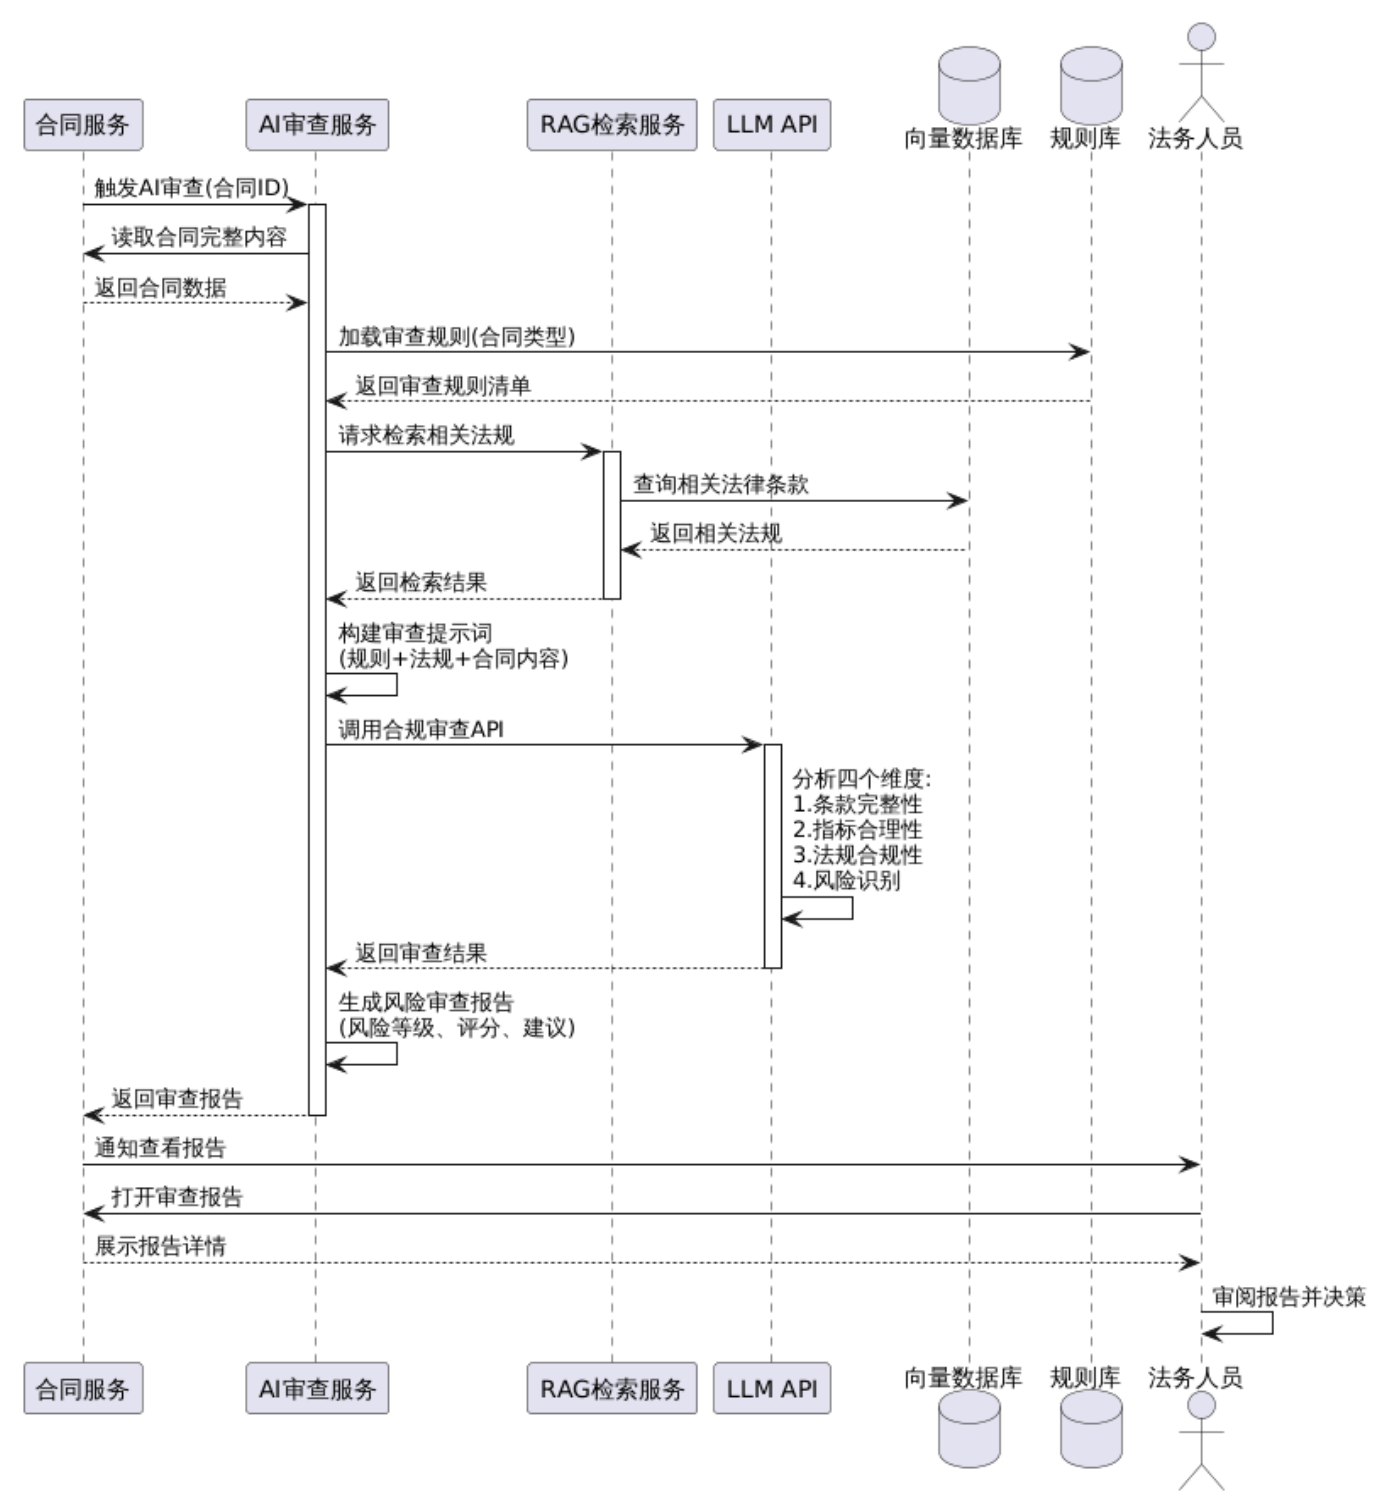 合同服务
AI审查服务
RAG检索服务
LLM API
向量数据库
规则库
法务人员
触发AI审查(合同ID)
读取合同完整内容
返回合同数据
加载审查规则(合同类型)
返回审查规则清单
请求检索相关法规
查询相关法律条款
返回相关法规
返回检索结果
构建审查提示词
(规则+法规+合同内容)
调用合规审查API
分析四个维度:
1.条款完整性
2.指标合理性
3.法规合规性
4.风险识别
返回审查结果
生成风险审查报告
(风险等级、评分、建议)
返回审查报告
通知查看报告
打开审查报告
展示报告详情
审阅报告并决策
合同服务
AI审查服务
RAG检索服务
LLM API
向量数据库
规则库
法务人员